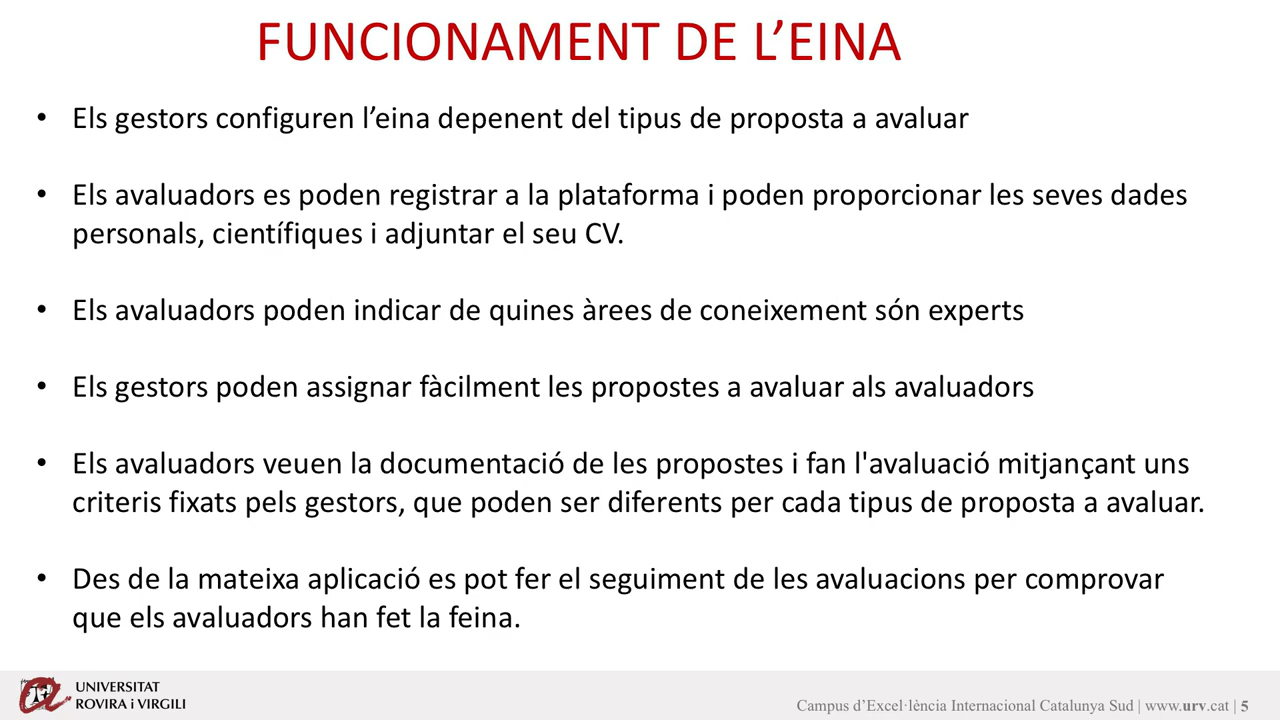 FUNCIONAMENT DE L’EINA
• Els gestors configuren l’eina depenent del tipus de proposta a avaluar
• Els avaluadors es poden registrar a la plataforma i poden proporcionar les seves dades
personals, científiques i adjuntar el seu CV.
• Els avaluadors poden indicar de quines àrees de coneixement són experts
• Els gestors poden assignar fàcilment les propostes a avaluar als avaluadors
• Els avaluadors veuen la documentació de les propostes i fan l'avaluació mitjançant uns
criteris fixats pels gestors, que poden ser diferents per cada tipus de proposta a avaluar.
• Des de la mateixa aplicació es pot fer el seguiment de les avaluacions per comprovar
que els avaluadors han fet la feina.
UNIVERSITAT
ROVIRA i VIRGILI
Campus d’Excel·lència Internacional Catalunya Sud | www.urv.cat | 5